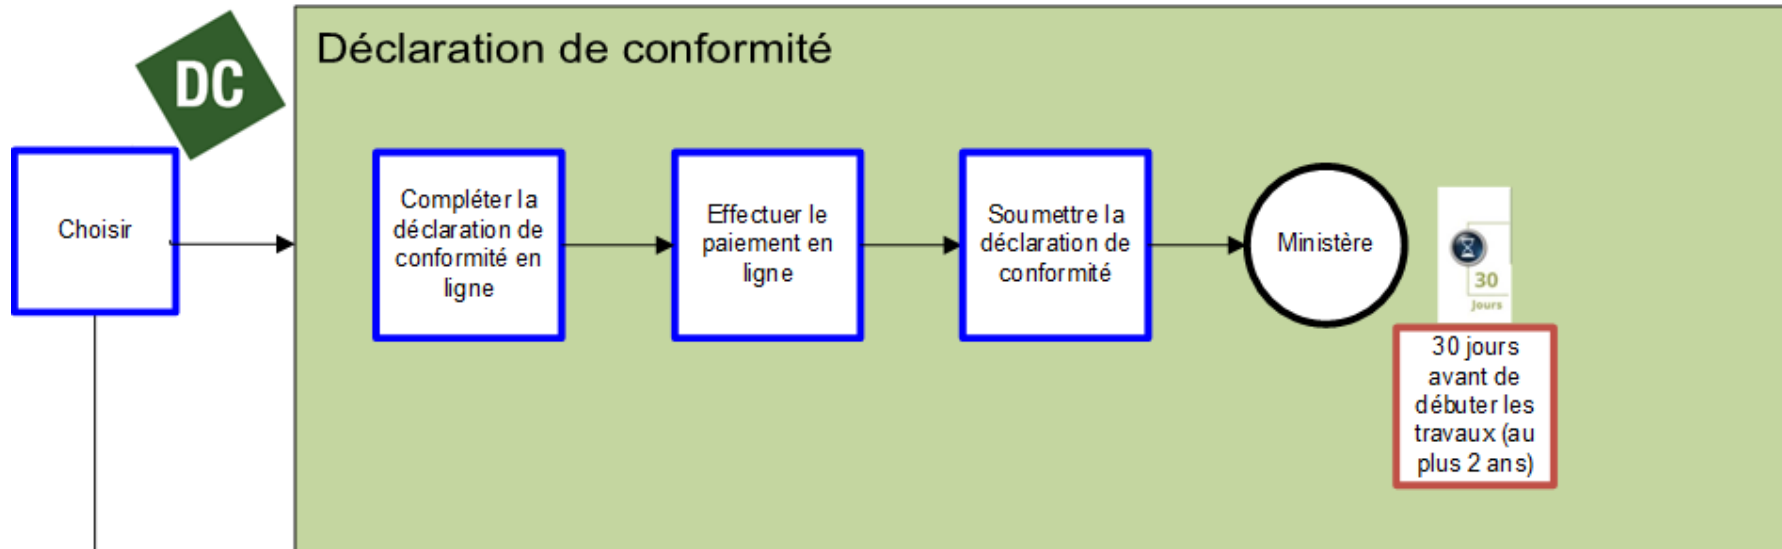 DC
Déclaration de conformité
Choisir
Compléter la
déclaration de
conformité en
ligne
Effectuer le
paiement en
ligne
Soumettre la
déclaration de
conformité
Ministère
30
Jours
30 jours
avant de
débuter les
travaux (au
plus 2 ans)